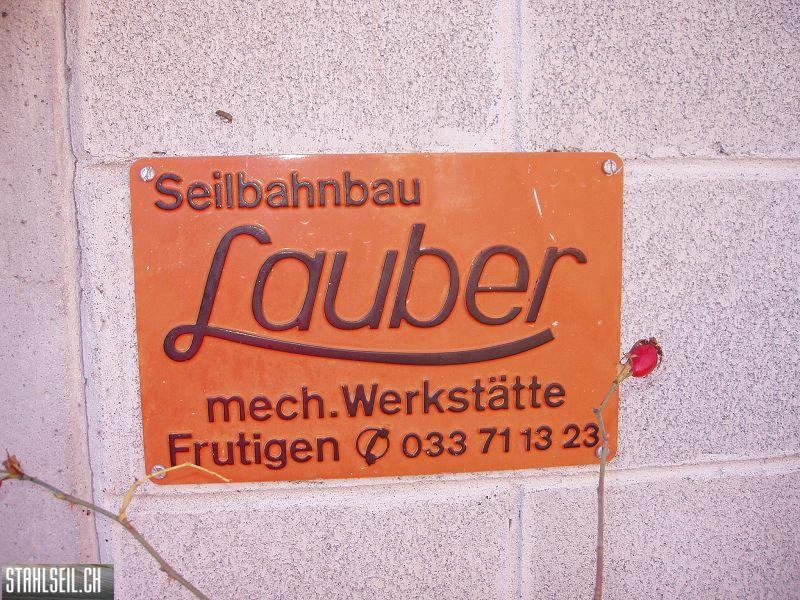 Seilbahnbau
Lauber
mech. Werkstätte
Frutigen ✆ 033 71 13 23
STAHLSEIL.CH